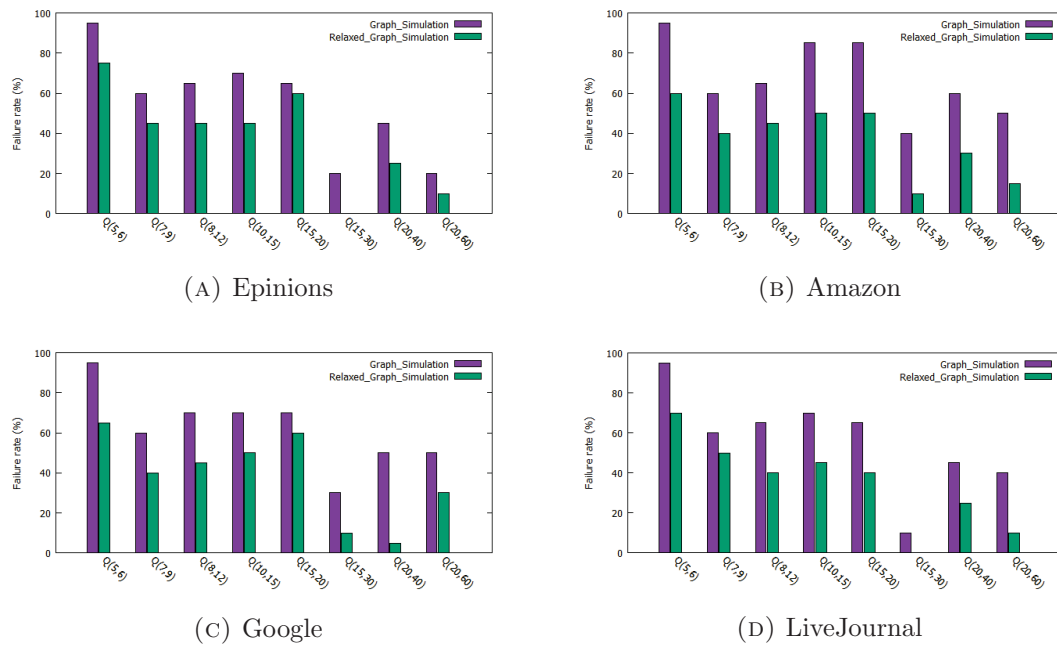 100
80
60
40
20
0
Failure rate (%)
Graph_Simulation
Relaxed_Graph_Simulation
Q(5,6)
Q(7,9)
Q(8,12)
Q(10,15)
Q(15,20)
Q(15,30)
Q(20,40)
Q(20,60)
(A) Epinions
100
80
60
40
20
0
Failure rate (%)
Graph_Simulation
Relaxed_Graph_Simulation
Q(5,6)
Q(7,9)
Q(8,12)
Q(10,15)
Q(15,20)
Q(15,30)
Q(20,40)
Q(20,60)
(B) Amazon
100
80
60
40
20
0
Failure rate (%)
Graph_Simulation
Relaxed_Graph_Simulation
Q(5,6)
Q(7,9)
Q(8,12)
Q(10,15)
Q(15,20)
Q(15,30)
Q(20,40)
Q(20,60)
(C) Google
100
80
60
40
20
0
Failure rate (%)
Graph_Simulation
Relaxed_Graph_Simulation
Q(5,6)
Q(7,9)
Q(8,12)
Q(10,15)
Q(15,20)
Q(15,30)
Q(20,40)
Q(20,60)
(D) LiveJournal